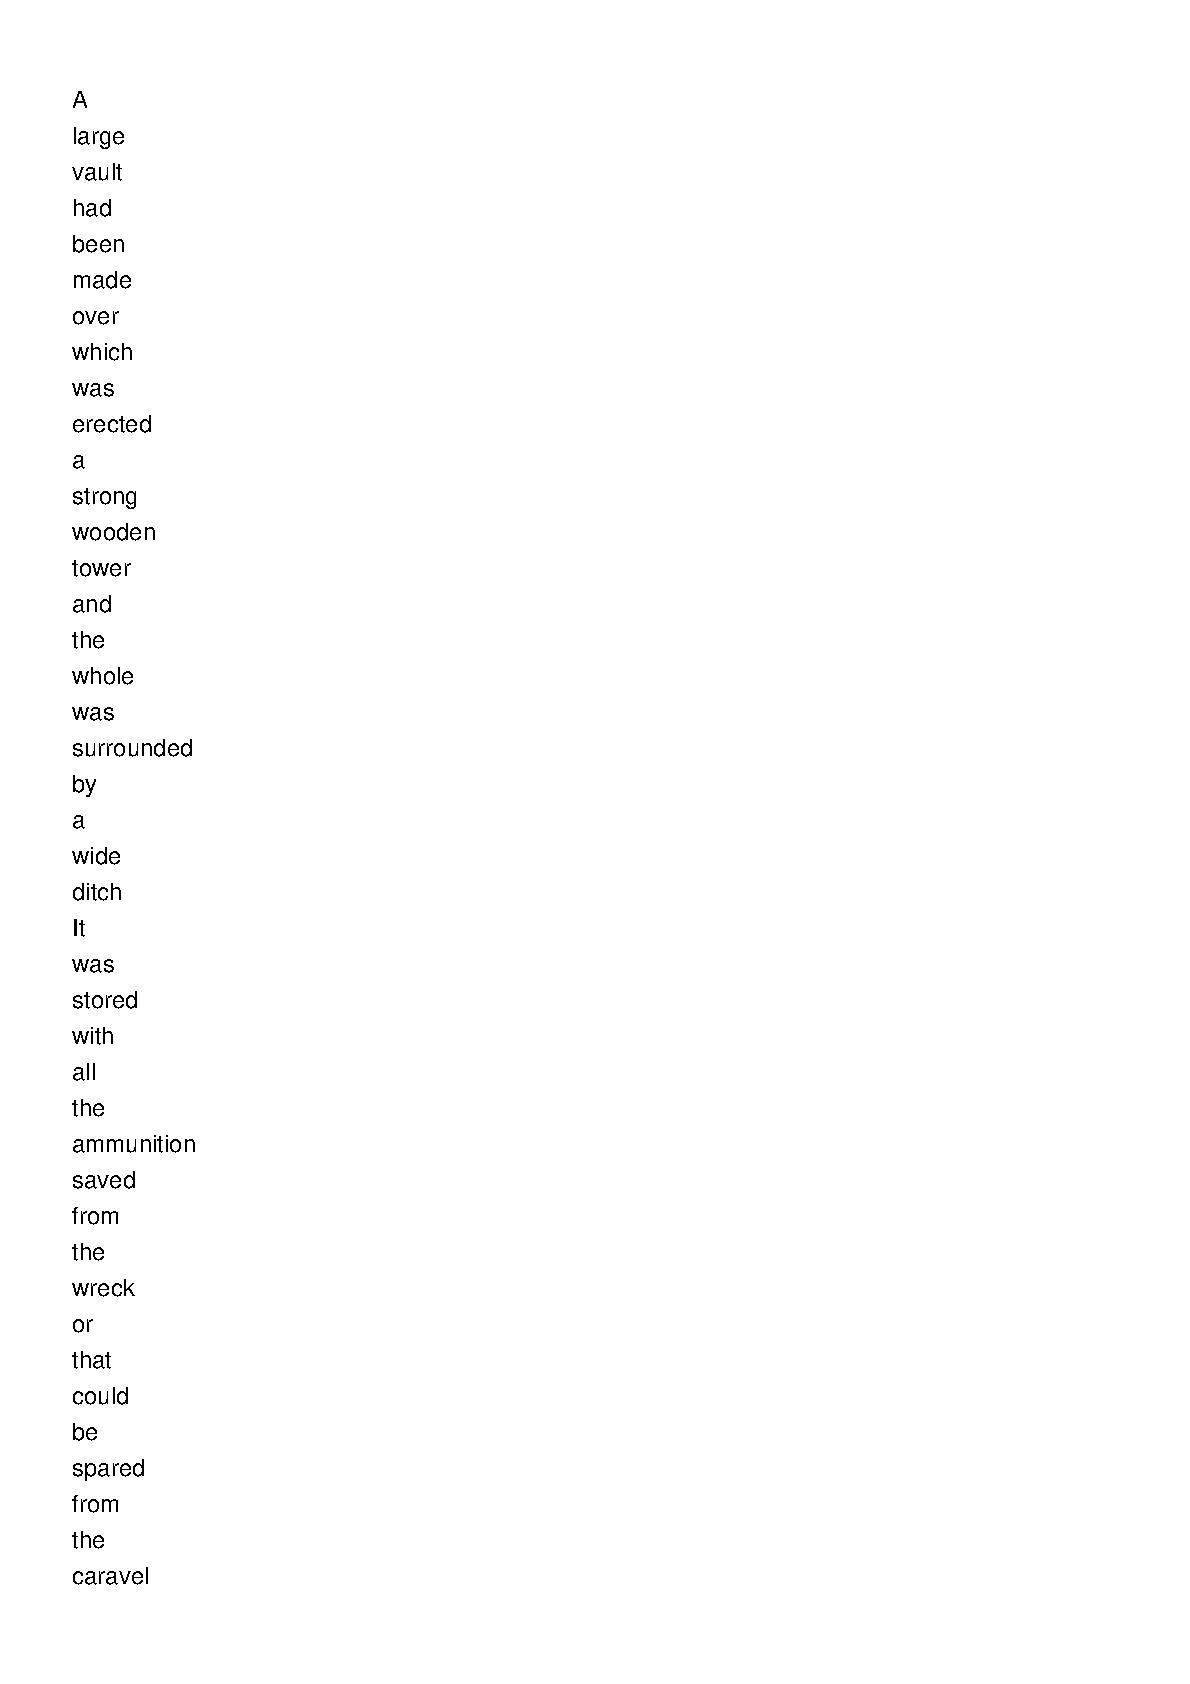 A
large
vault
had
been
made
over
which
was
erected
a
strong
wooden
tower
and
the
whole
was
surrounded
by
a
wide
ditch
It
was
stored
with
all
the
ammunition
saved
from
the
wreck
or
that
could
be
spared
from
the
caravel